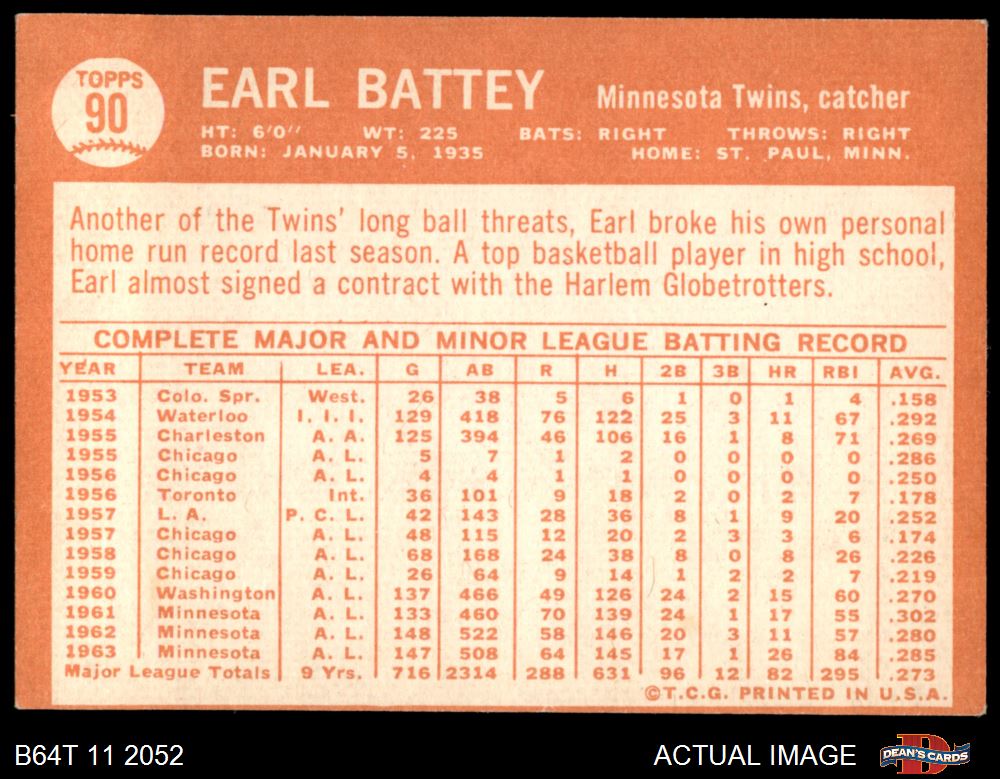 TOPPS
90
EARL BATTEY Minnesota Twins, catcher
HT: 6'0" WT: 225 BATS: RIGHT THROWS: RIGHT
BORN: JANUARY 5, 1935 HOME: ST. PAUL, MINN.
Another of the Twins' long ball threats, Earl broke his own personal
home run record last season. A top basketball player in high school,
Earl almost signed a contract with the Harlem Globetrotters.
COMPLETE MAJOR AND MINOR LEAGUE BATTING RECORD
YEAR TEAM LEA. G AB R H 2B 3B HR RBI AVG.
1953 Colo. Spr. West. 26 38 5 6 1 0 1 4 .158
1954 Waterloo I. I. I. 129 418 76 122 25 3 11 67 .292
1955 Charleston A. A. 125 394 46 106 16 1 8 71 .269
1955 Chicago A. L. 5 7 1 2 0 0 0 0 .286
1956 Chicago A. L. 4 4 1 1 0 0 0 0 .250
1956 Toronto Int. 36 101 9 18 2 0 2 7 .178
1957 L. A. P. C. L. 42 143 28 36 8 1 9 20 .252
1957 Chicago A. L. 48 115 12 20 2 3 3 6 .174
1958 Chicago A. L. 68 168 24 38 8 0 8 26 .226
1959 Chicago A. L. 26 64 9 14 1 2 2 7 .219
1960 Washington A. L. 137 466 49 126 24 2 15 60 .270
1961 Minnesota A. L. 133 460 70 139 24 1 17 55 .302
1962 Minnesota A. L. 148 522 58 146 20 3 11 57 .280
1963 Minnesota A. L. 147 508 64 145 17 1 26 84 .285
Major League Totals 9 Yrs. 716 2314 288 631 96 12 82 295 .273
©T.C.G. PRINTED IN U.S.A.
B64T 11 2052 ACTUAL IMAGE DEAN'S CARDS